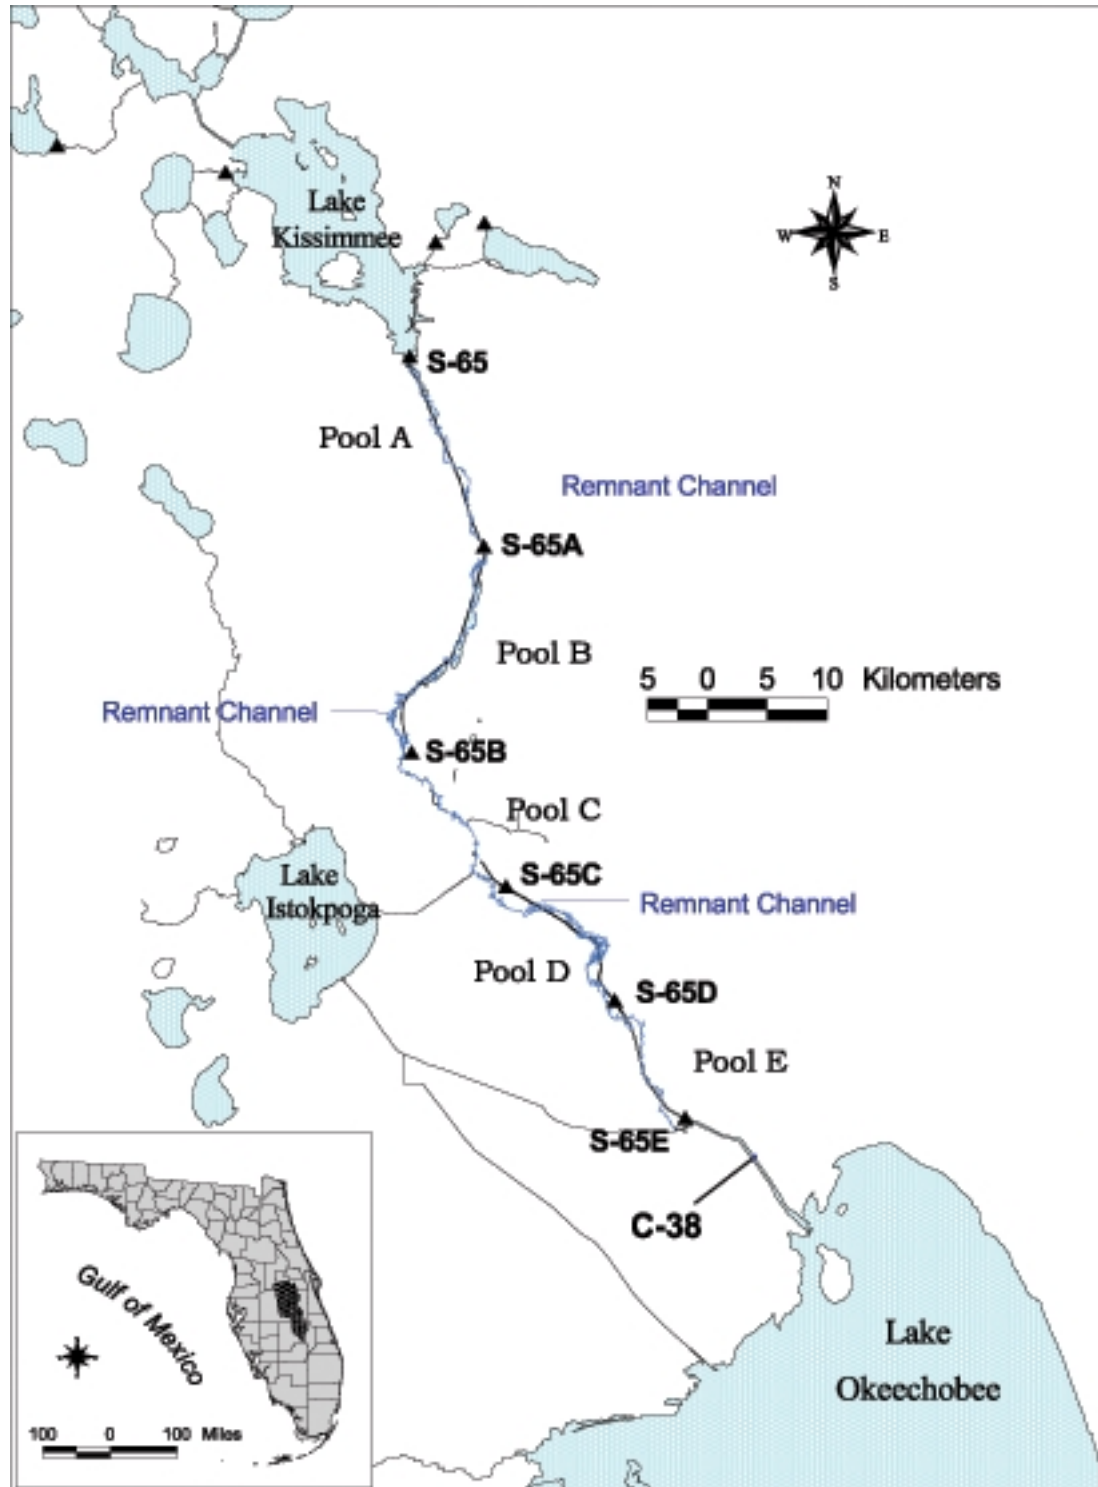 Lake
Kissimmee
N
W
E
S
S-65
Pool A
Remnant Channel
S-65A
Pool B
5 0 5 10 Kilometers
Remnant Channel
S-65B
Pool C
Lake
Istokpoga
S-65C
Remnant Channel
Pool D
S-65D
Pool E
S-65E
C-38
Gulf of Mexico
100 0 100 Miles
Lake
Okeechobee